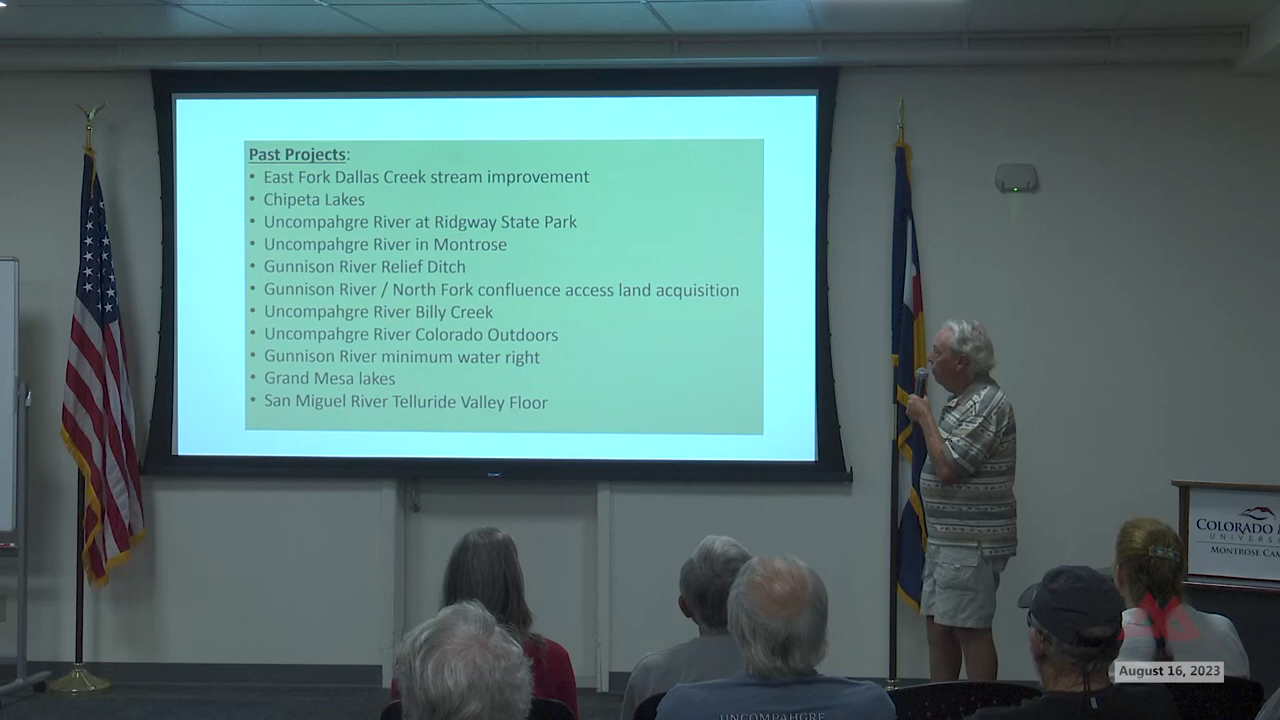 Past Projects:
• East Fork Dallas Creek stream improvement
• Chipeta Lakes
• Uncompahgre River at Ridgway State Park
• Uncompahgre River in Montrose
• Gunnison River Relief Ditch
• Gunnison River / North Fork confluence access land acquisition
• Uncompahgre River Billy Creek
• Uncompahgre River Colorado Outdoors
• Gunnison River minimum water right
• Grand Mesa lakes
• San Miguel River Telluride Valley Floor
COLORADO
UNIVERS
MONTROSE CAM
UNCOMPAHGRE
August 16, 2023